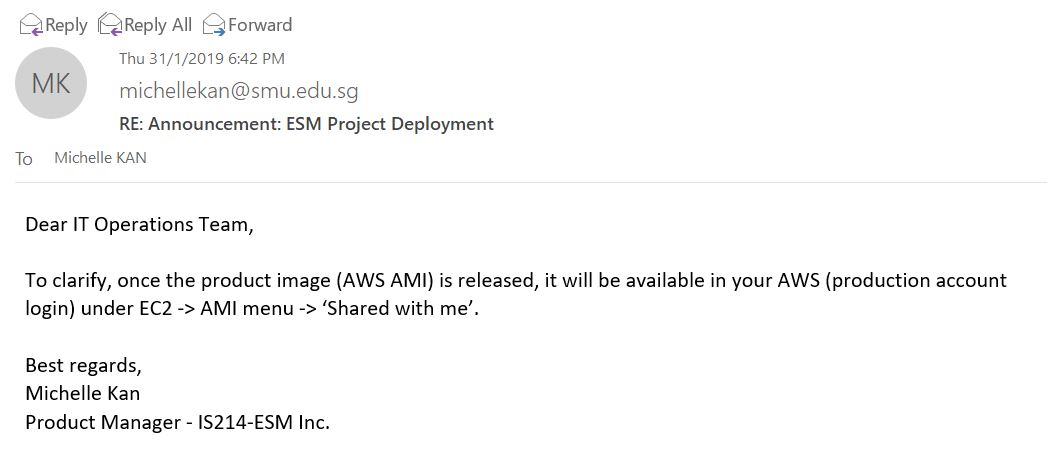 Reply Reply All Forward
MK
Thu 31/1/2019 6:42 PM
michellekan@smu.edu.sg
RE: Announcement: ESM Project Deployment
To Michelle KAN
Dear IT Operations Team,
To clarify, once the product image (AWS AMI) is released, it will be available in your AWS (production account
login) under EC2 -> AMI menu -> ‘Shared with me’.
Best regards,
Michelle Kan
Product Manager - IS214-ESM Inc.